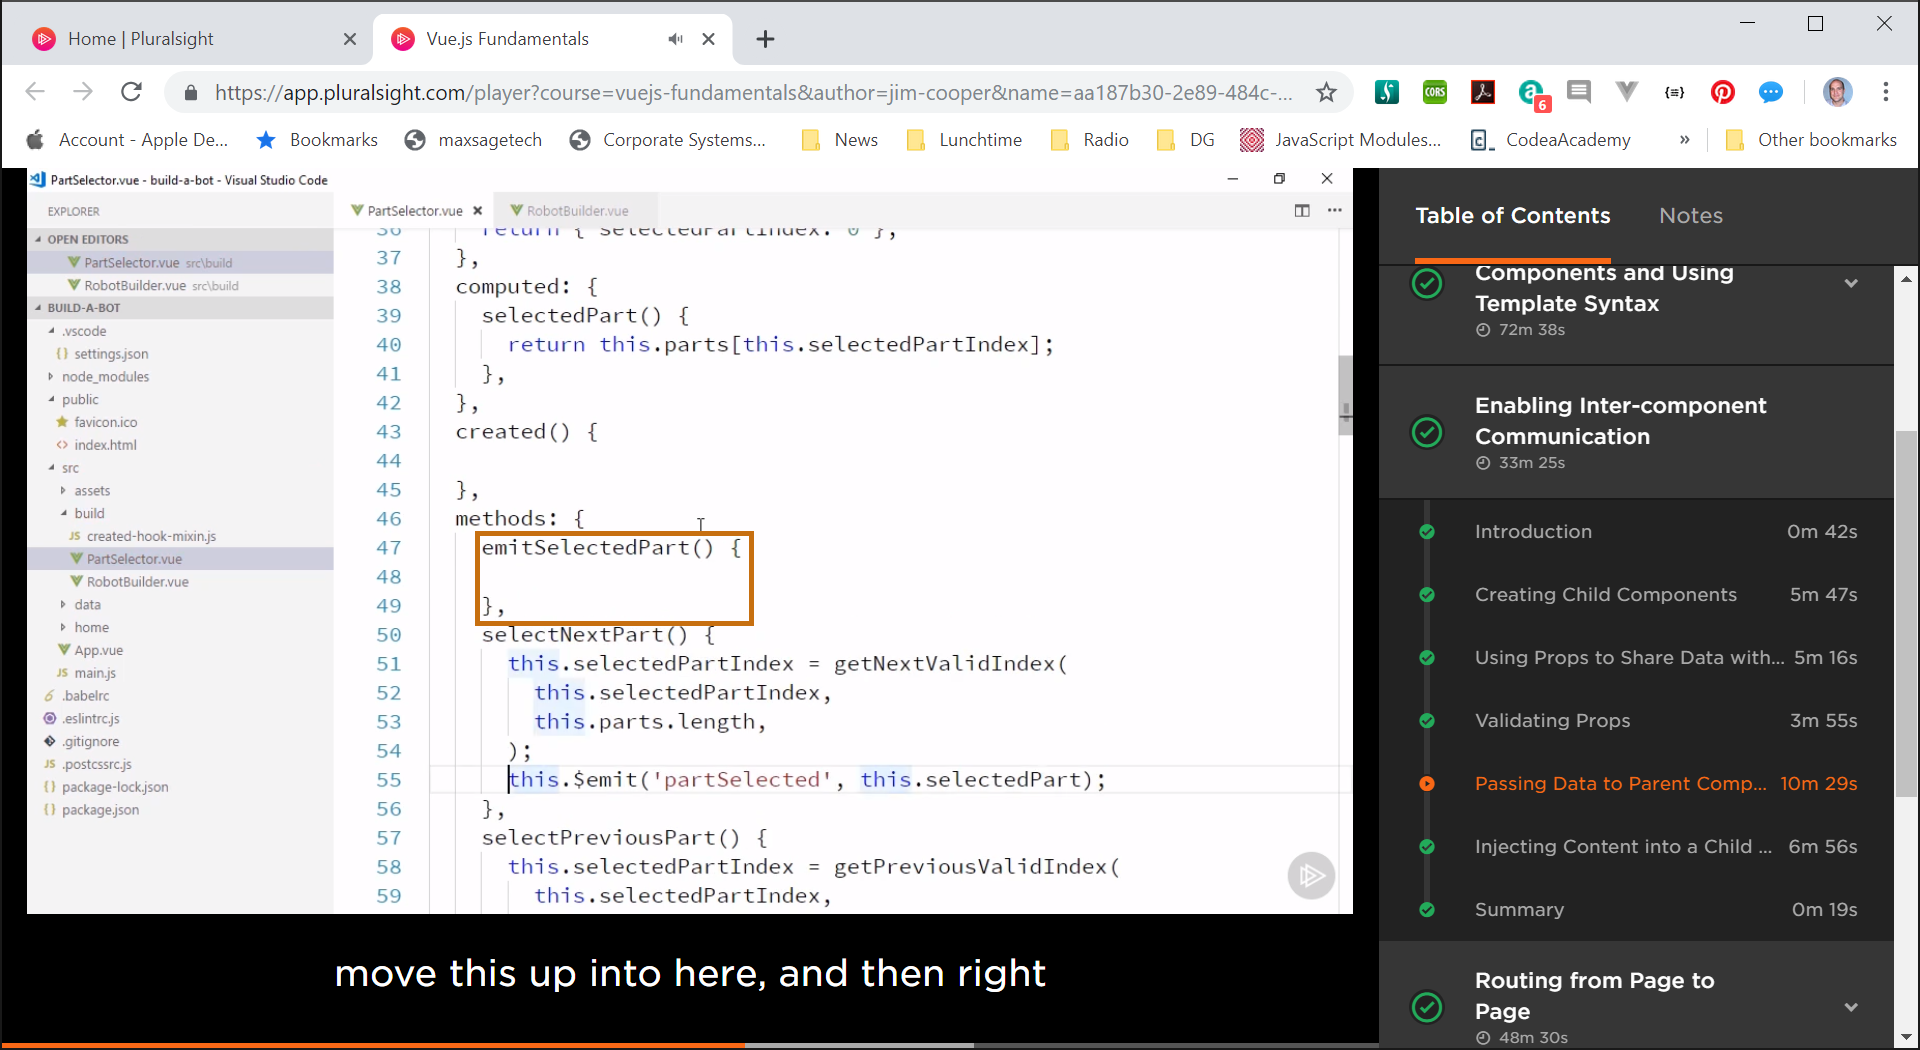 Home | Pluralsight
Vue.js Fundamentals
https://app.pluralsight.com/player?course=vuejs-fundamentals&author=jim-cooper&name=aa187b30-2e89-484c-...
CORS
6
{≡}
Account - Apple De...
Bookmarks
maxsagetech
Corporate Systems...
News
Lunchtime
Radio
DG
JavaScript Modules...
CodeaAcademy
»
Other bookmarks
PartSelector.vue - build-a-bot - Visual Studio Code
EXPLORER
OPEN EDITORS
PartSelector.vue src\build
RobotBuilder.vue src\build
BUILD-A-BOT
.vscode
{} settings.json
node_modules
public
favicon.ico
<> index.html
src
assets
build
JS created-hook-mixin.js
PartSelector.vue
RobotBuilder.vue
data
home
App.vue
JS main.js
.babelrc
.eslintrc.js
.gitignore
JS .postcssrc.js
{} package-lock.json
{} package.json
PartSelector.vue
RobotBuilder.vue
36 return { selectedPartIndex: 0 };
37 },
38 computed: {
39 selectedPart() {
40 return this.parts[this.selectedPartIndex];
41 },
42 },
43 created() {
44
45 },
46 methods: {
47 emitSelectedPart() {
48
49 },
50 selectNextPart() {
51 this.selectedPartIndex = getNextValidIndex(
52 this.selectedPartIndex,
53 this.parts.length,
54 );
55 this.$emit('partSelected', this.selectedPart);
56 },
57 selectPreviousPart() {
58 this.selectedPartIndex = getPreviousValidIndex(
59 this.selectedPartIndex,
move this up into here, and then right
Table of Contents
Notes
Components and Using
Template Syntax
72m 38s
Enabling Inter-component
Communication
33m 25s
Introduction 0m 42s
Creating Child Components 5m 47s
Using Props to Share Data with... 5m 16s
Validating Props 3m 55s
Passing Data to Parent Comp... 10m 29s
Injecting Content into a Child ... 6m 56s
Summary 0m 19s
Routing from Page to
Page
48m 30s